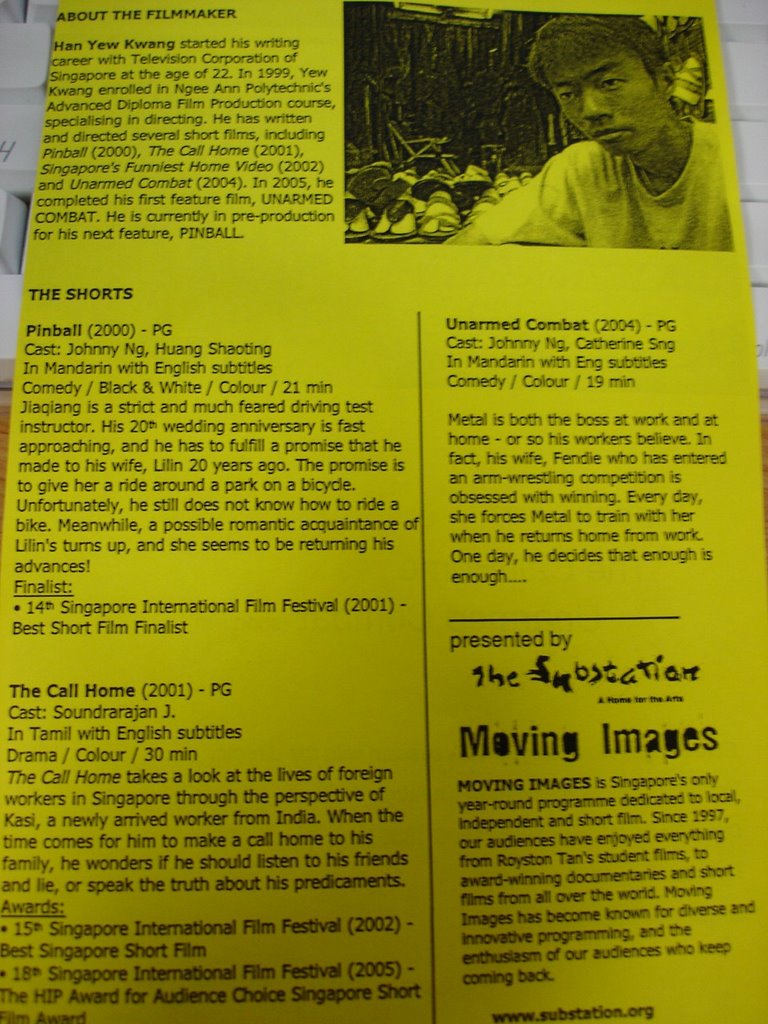 ABOUT THE FILMMAKER
Han Yew Kwang started his writing
career with Television Corporation of
Singapore at the age of 22. In 1999, Yew
Kwang enrolled in Ngee Ann Polytechnic's
Advanced Diploma Film Production course,
specialising in directing. He has written
and directed several short films, including
Pinball (2000), The Call Home (2001),
Singapore's Funniest Home Video (2002)
and Unarmed Combat (2004). In 2005, he
completed his first feature film, UNARMED
COMBAT. He is currently in pre-production
for his next feature, PINBALL.
THE SHORTS
Pinball (2000) - PG
Cast: Johnny Ng, Huang Shaoting
In Mandarin with English subtitles
Comedy / Black & White / Colour / 21 min
Jiaqiang is a strict and much feared driving test
instructor. His 20th wedding anniversary is fast
approaching, and he has to fulfill a promise that he
made to his wife, Lilin 20 years ago. The promise is
to give her a ride around a park on a bicycle.
Unfortunately, he still does not know how to ride a
bike. Meanwhile, a possible romantic acquaintance of
Lilin's turns up, and she seems to be returning his
advances!
Finalist:
• 14th Singapore International Film Festival (2001) -
Best Short Film Finalist
The Call Home (2001) - PG
Cast: Soundrarajan J.
In Tamil with English subtitles
Drama / Colour / 30 min
The Call Home takes a look at the lives of foreign
workers in Singapore through the perspective of
Kasi, a newly arrived worker from India. When the
time comes for him to make a call home to his
family, he wonders if he should listen to his friends
and lie, or speak the truth about his predicaments.
Awards:
• 15th Singapore International Film Festival (2002) -
Best Singapore Short Film
• 18th Singapore International Film Festival (2005) -
The HIP Award for Audience Choice Singapore Short
Film Award
Unarmed Combat (2004) - PG
Cast: Johnny Ng, Catherine Sng
In Mandarin with Eng subtitles
Comedy / Colour / 19 min
Metal is both the boss at work and at
home - or so his workers believe. In
fact, his wife, Fendie who has entered
an arm-wrestling competition is
obsessed with winning. Every day,
she forces Metal to train with her
when he returns home from work.
One day, he decides that enough is
enough....
presented by
The Substation
A Home for the Arts
Moving Images
MOVING IMAGES is Singapore's only
year-round programme dedicated to local,
independent and short film. Since 1997,
our audiences have enjoyed everything
from Royston Tan's student films, to
award-winning documentaries and short
films from all over the world. Moving
Images has become known for diverse and
innovative programming, and the
enthusiasm of our audiences who keep
coming back.
www.substation.org